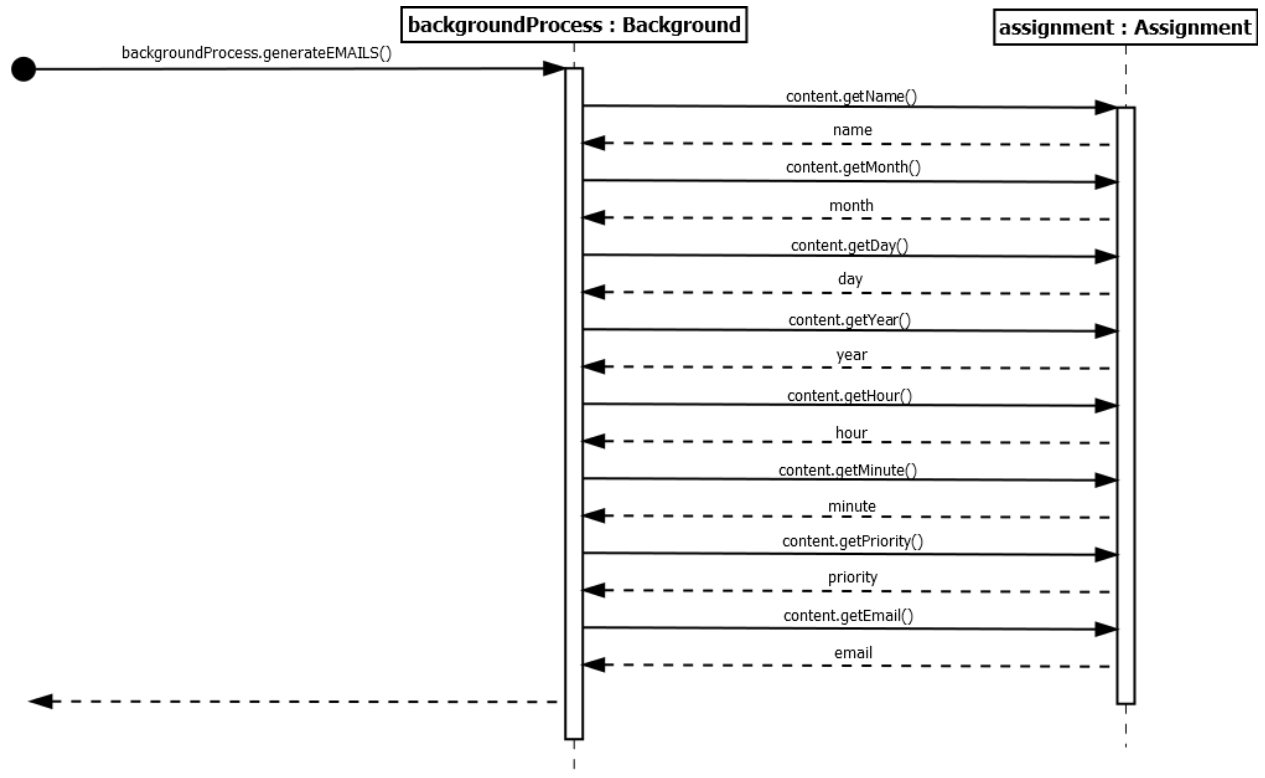 backgroundProcess : Background
assignment : Assignment
backgroundProcess.generateEMAILS()
content.getName()
name
content.getMonth()
month
content.getDay()
day
content.getYear()
year
content.getHour()
hour
content.getMinute()
minute
content.getPriority()
priority
content.getEmail()
email